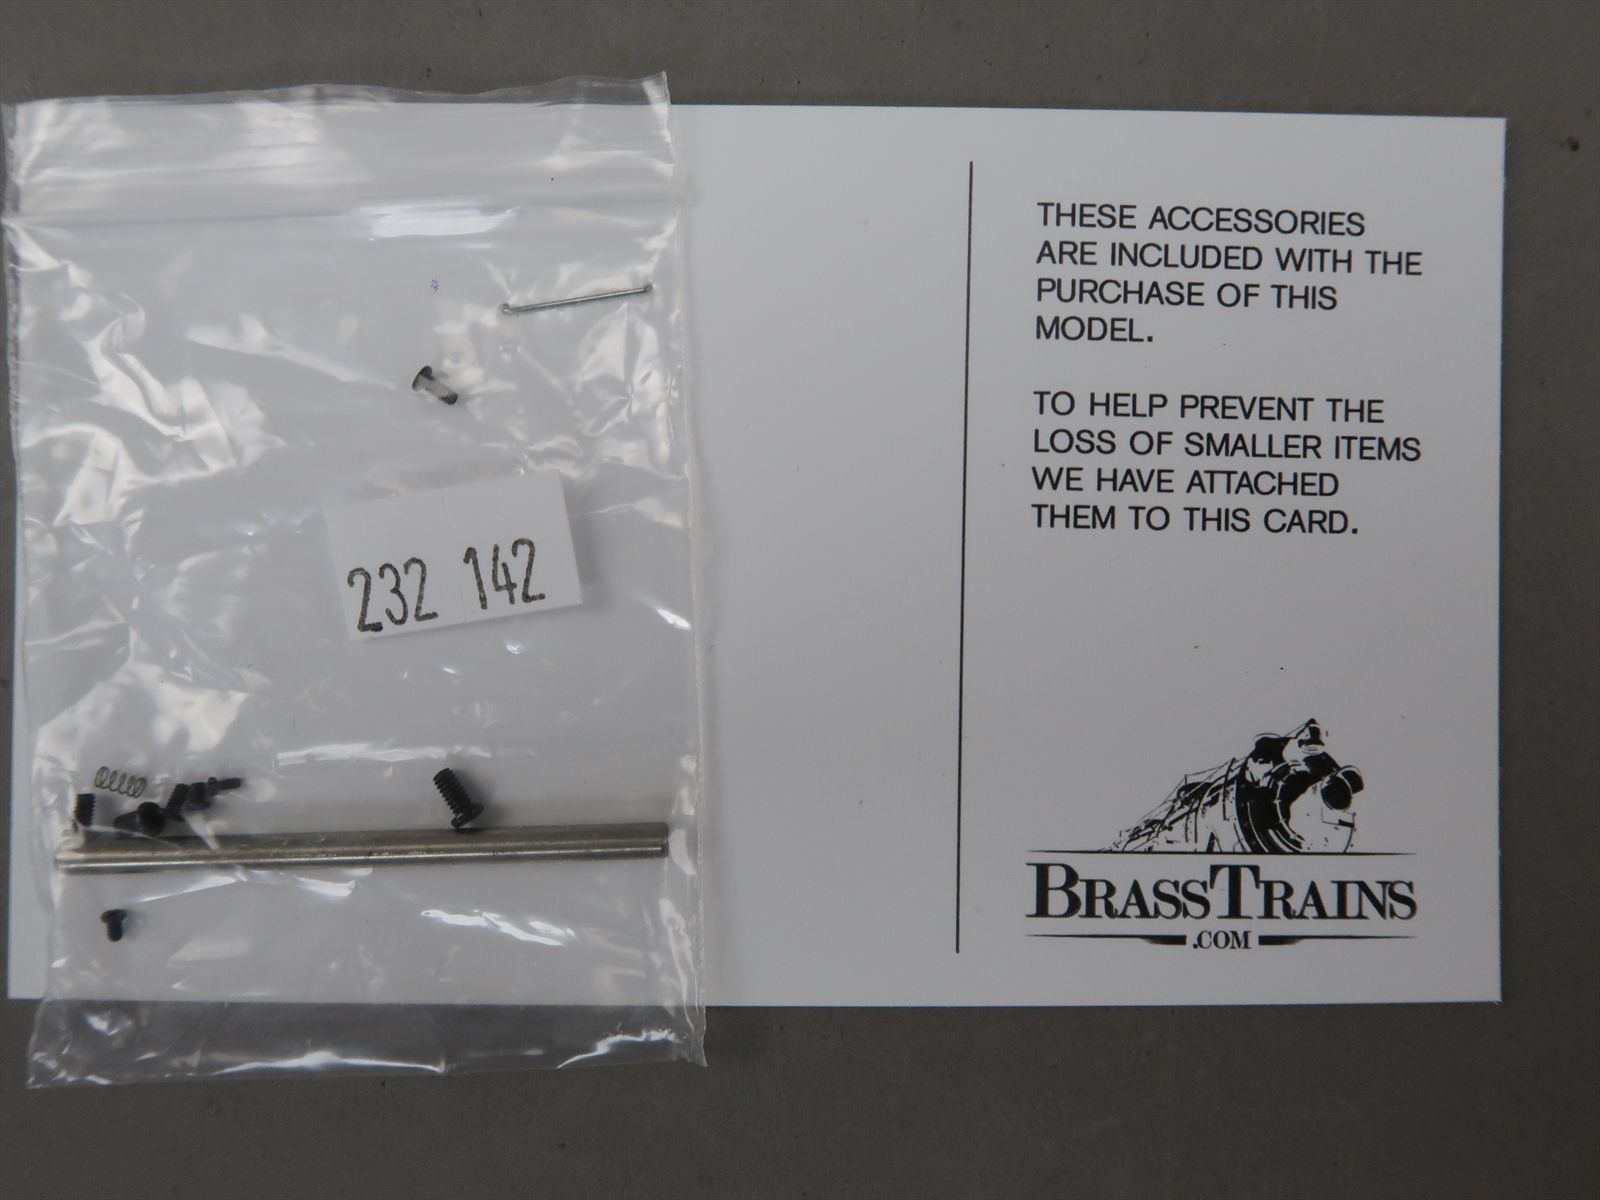 232 142
THESE ACCESSORIES
ARE INCLUDED WITH THE
PURCHASE OF THIS
MODEL.
TO HELP PREVENT THE
LOSS OF SMALLER ITEMS
WE HAVE ATTACHED
THEM TO THIS CARD.
BRASSTRAINS
.COM